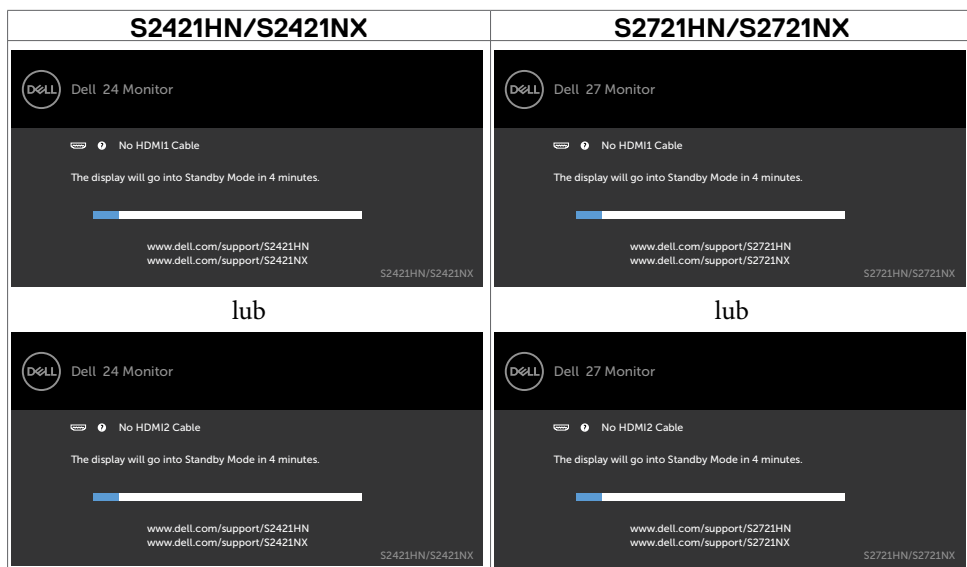 S2421HN/S2421NX
S2721HN/S2721NX
DELL Dell 24 Monitor
No HDMI1 Cable
The display will go into Standby Mode in 4 minutes.
www.dell.com/support/S2421HN
www.dell.com/support/S2421NX
S2421HN/S2421NX
DELL Dell 27 Monitor
? No HDMI1 Cable
The display will go into Standby Mode in 4 minutes.
www.dell.com/support/S2721HN
www.dell.com/support/S2721NX
S2721HN/S2721NX
lub
lub
DELL Dell 24 Monitor
? No HDMI2 Cable
The display will go into Standby Mode in 4 minutes.
www.dell.com/support/S2421HN
www.dell.com/support/S2421NX
S2421HN/S2421NX
DELL Dell 27 Monitor
? No HDMI2 Cable
The display will go into Standby Mode in 4 minutes.
www.dell.com/support/S2721HN
www.dell.com/support/S2721NX
S2721HN/S2721NX